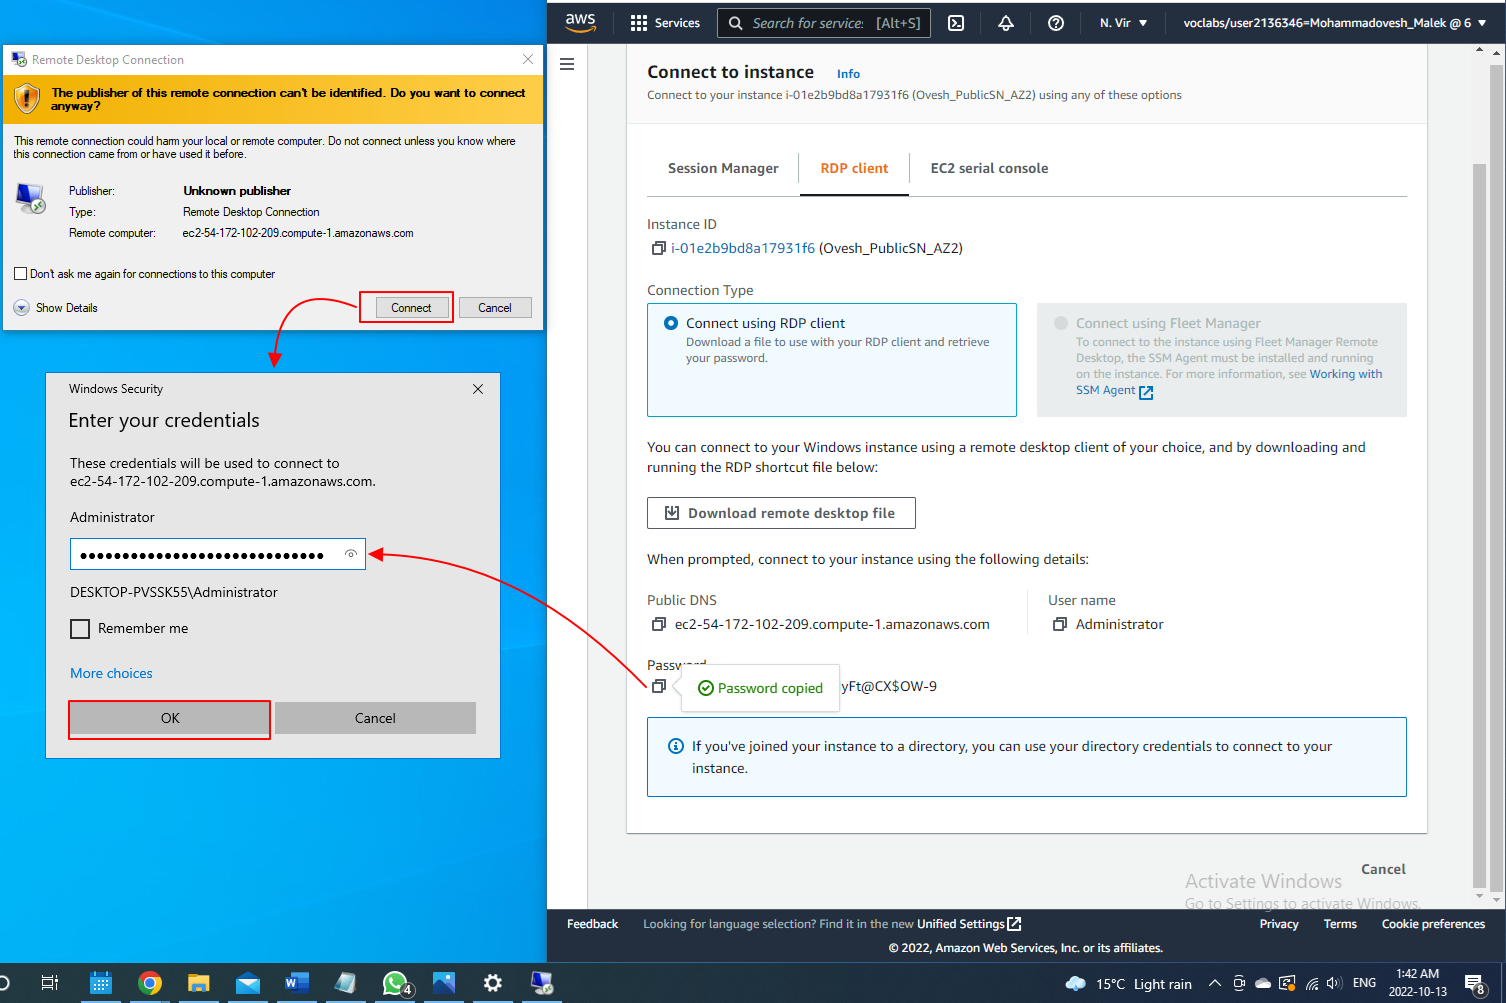 Remote Desktop Connection
The publisher of this remote connection can't be identified. Do you want to connect
anyway?
This remote connection could harm your local or remote computer. Do not connect unless you know where
this connection came from or have used it before.
Publisher: Unknown publisher
Type: Remote Desktop Connection
Remote computer: ec2-54-172-102-209.compute-1.amazonaws.com
Don't ask me again for connections to this computer
Show Details
Connect
Cancel
Windows Security
Enter your credentials
These credentials will be used to connect to
ec2-54-172-102-209.compute-1.amazonaws.com.
Administrator
DESKTOP-PVSSK55\Administrator
Remember me
More choices
OK
Cancel
aws
Services
Search for service: [Alt+S]
N. Vir
voclabs/user2136346=Mohammadovesh_Malek @ 6
Connect to instance Info
Connect to your instance i-01e2b9bd8a17931f6 (Ovesh_PublicSN_AZ2) using any of these options
Session Manager
RDP client
EC2 serial console
Instance ID
i-01e2b9bd8a17931f6 (Ovesh_PublicSN_AZ2)
Connection Type
Connect using RDP client
Download a file to use with your RDP client and retrieve
your password.
Connect using Fleet Manager
To connect to the instance using Fleet Manager Remote
Desktop, the SSM Agent must be installed and running
on the instance. For more information, see Working with
SSM Agent
You can connect to your Windows instance using a remote desktop client of your choice, and by downloading and
running the RDP shortcut file below:
Download remote desktop file
When prompted, connect to your instance using the following details:
Public DNS
ec2-54-172-102-209.compute-1.amazonaws.com
User name
Administrator
Password
Password copied
yFt@CX$OW-9
If you've joined your instance to a directory, you can use your directory credentials to connect to your
instance.
Cancel
Activate Windows
Go to Settings to activate Windows.
Feedback
Looking for language selection? Find it in the new Unified Settings
Privacy
Terms
Cookie preferences
© 2022, Amazon Web Services, Inc. or its affiliates.
4
15°C Light rain
ENG
1:42 AM
2022-10-13
8